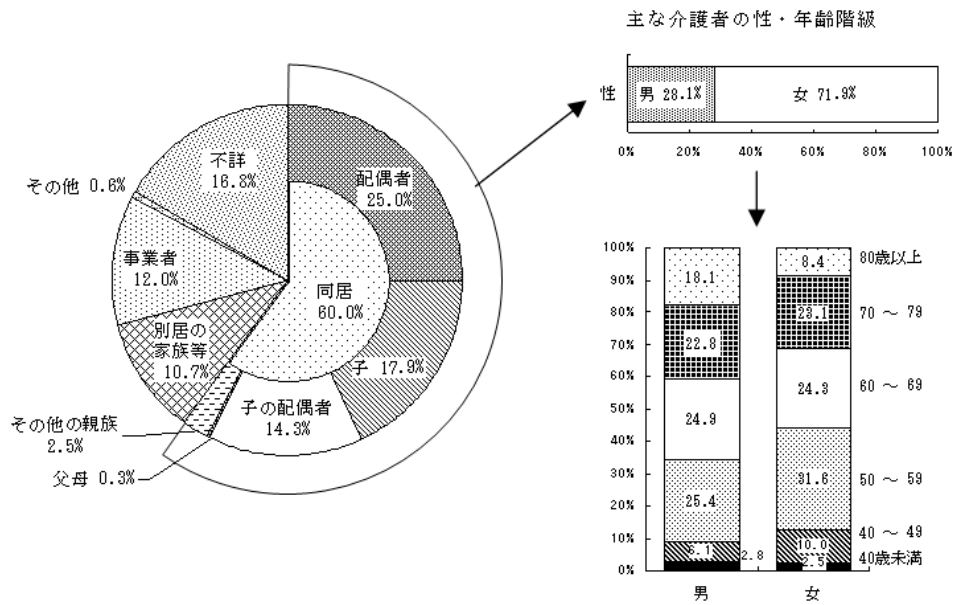 主な介護者の性・年齢階級
性
男 28.1%
女 71.9%
0%
20%
40%
60%
80%
100%
不詳
16.8%
その他 0.6%
事業者
12.0%
別居の
家族等
10.7%
その他の親族
2.5%
父母 0.3%
子の配偶者
14.3%
子 17.9%
配偶者
25.0%
同居
60.0%
100%
90%
80%
70%
60%
50%
40%
30%
20%
10%
0%
18.1
22.8
24.9
25.4
6.1
2.8
8.4
23.1
24.3
31.6
10.0
2.5
80歳以上
70 ～ 79
60 ～ 69
50 ～ 59
40 ～ 49
40歳未満
男
女